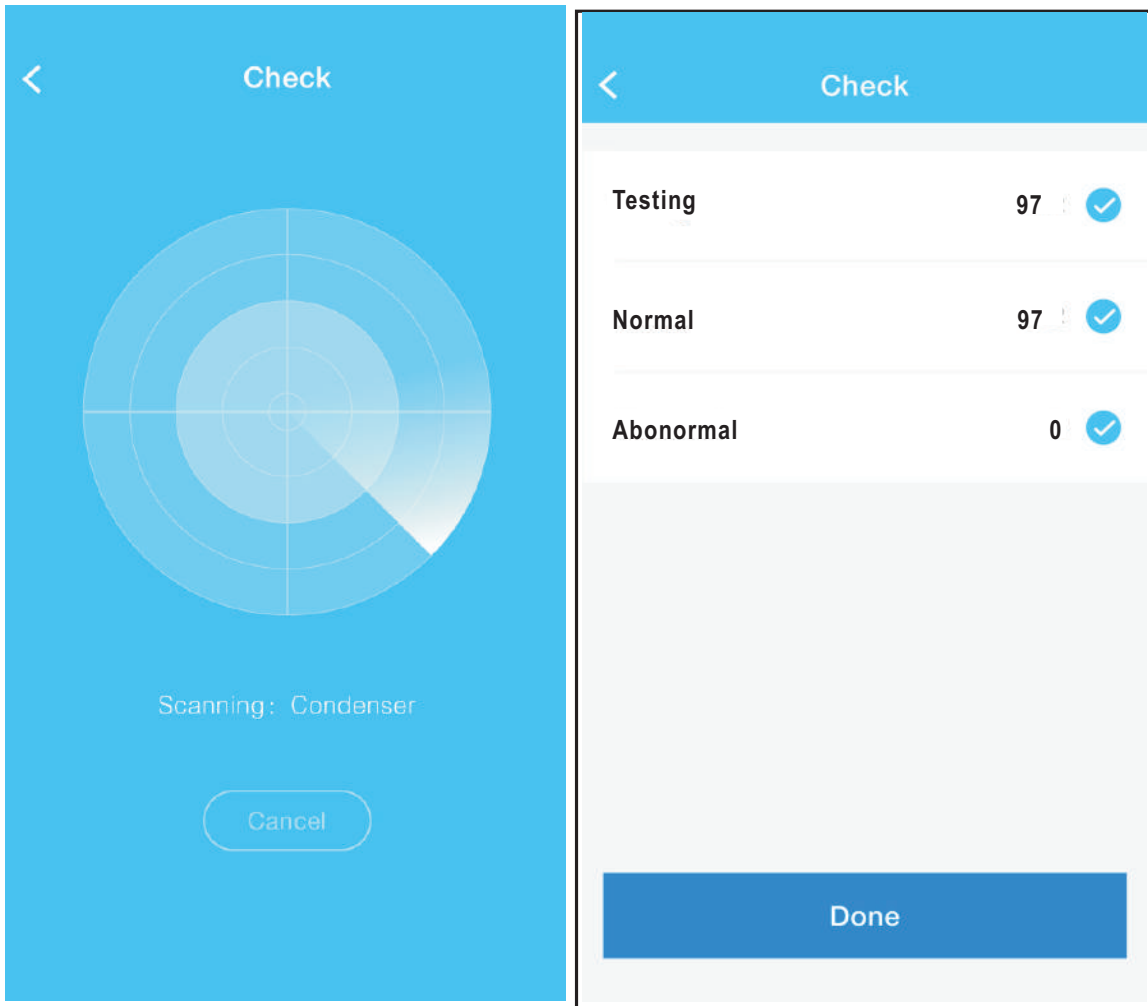 Check
Scanning: Condenser
Cancel
Check
Testing 97
Normal 97
Abonormal 0
Done